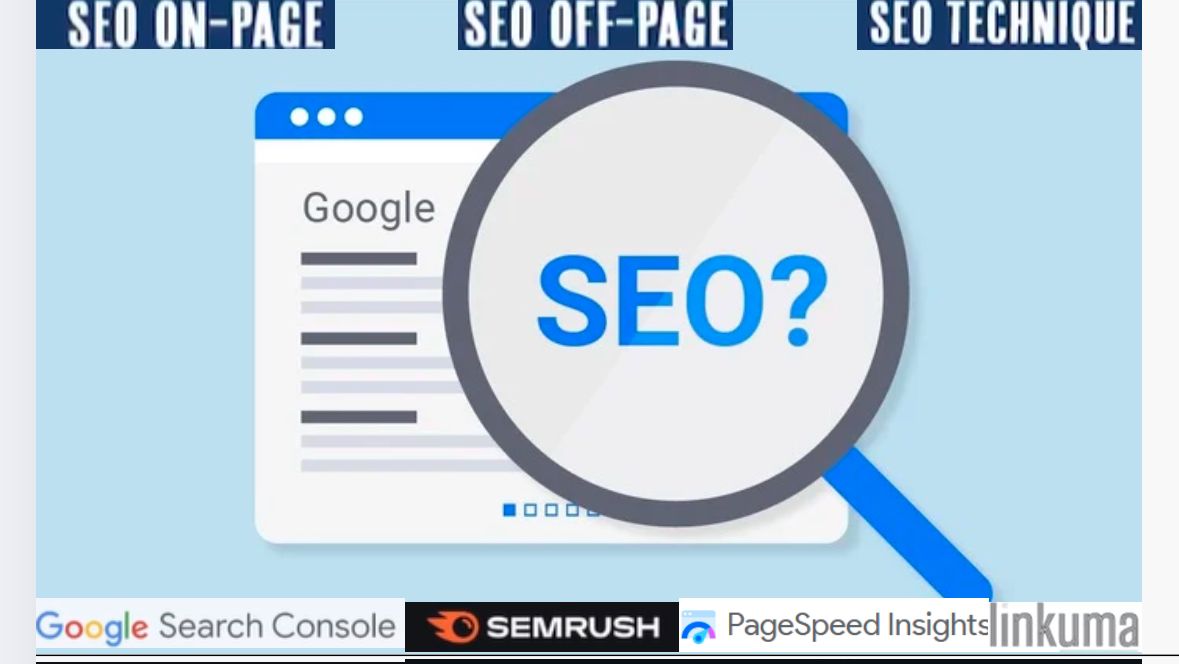 SEO ON-PAGE
SEO OFF-PAGE
SEO TECHNIQUE
Google
SEO?
Google Search Console
SEMRUSH
PageSpeed Insights
linkuma